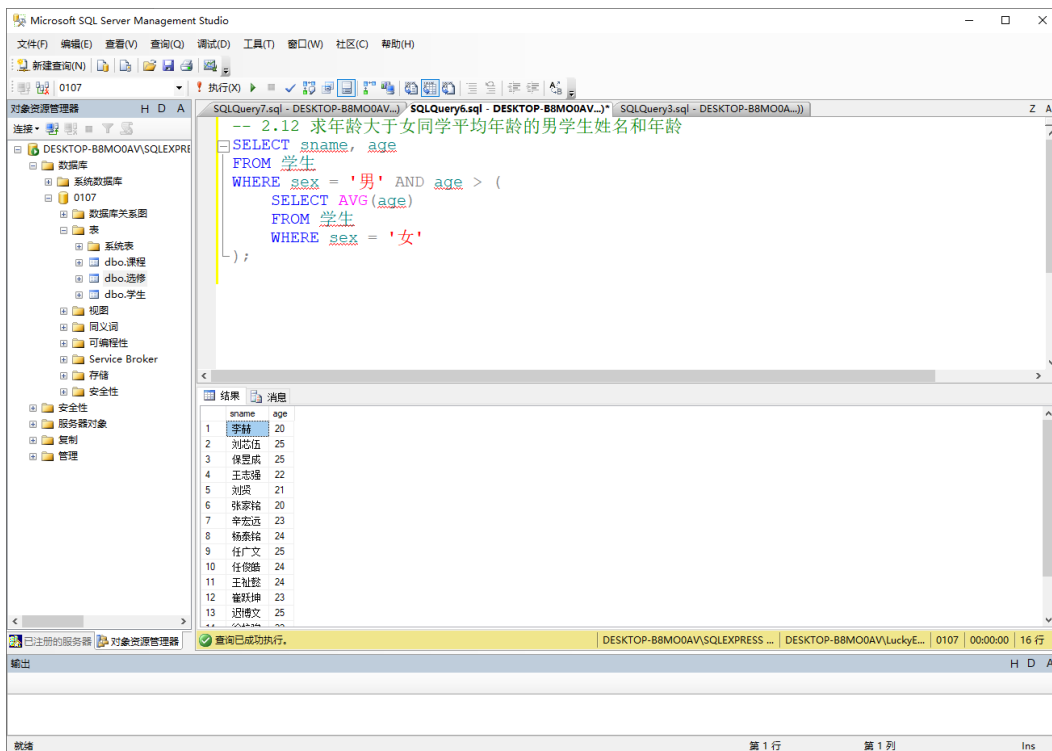 Microsoft SQL Server Management Studio
文件(F) 编辑(E) 查看(V) 查询(Q) 调试(D) 工具(T) 窗口(W) 社区(C) 帮助(H)
新建查询(N)
0107 执行(X)
对象资源管理器 H D A
连接
DESKTOP-B8MO0AV\SQLEXPRE
数据库
系统数据库
0107
数据库关系图
表
系统表
dbo.课程
dbo.选修
dbo.学生
视图
同义词
可编程性
Service Broker
存储
安全性
安全性
服务器对象
复制
管理
已注册的服务器 对象资源管理器
SQLQuery7.sql - DESKTOP-B8MO0AV...) SQLQuery6.sql - DESKTOP-B8MO0AV...)* SQLQuery3.sql - DESKTOP-B8MO0A...)) Z A
-- 2.12 求年龄大于女同学平均年龄的男学生姓名和年龄
SELECT sname, age
FROM 学生
WHERE sex = '男' AND age > (
SELECT AVG(age)
FROM 学生
WHERE sex = '女'
);
结果 消息
sname age
1 李赫 20
2 刘芯伍 25
3 保昱成 25
4 王志强 22
5 刘贤 21
6 张家铭 20
7 辛宏远 23
8 杨泰铭 24
9 任广文 25
10 任俊皓 24
11 王祉懿 24
12 崔跃坤 23
13 迟博文 25
查询已成功执行。 DESKTOP-B8MO0AV\SQLEXPRESS ... DESKTOP-B8MO0AV\LuckyE... 0107 00:00:00 16 行
输出 H D A
就绪 第 1 行 第 1 列 Ins